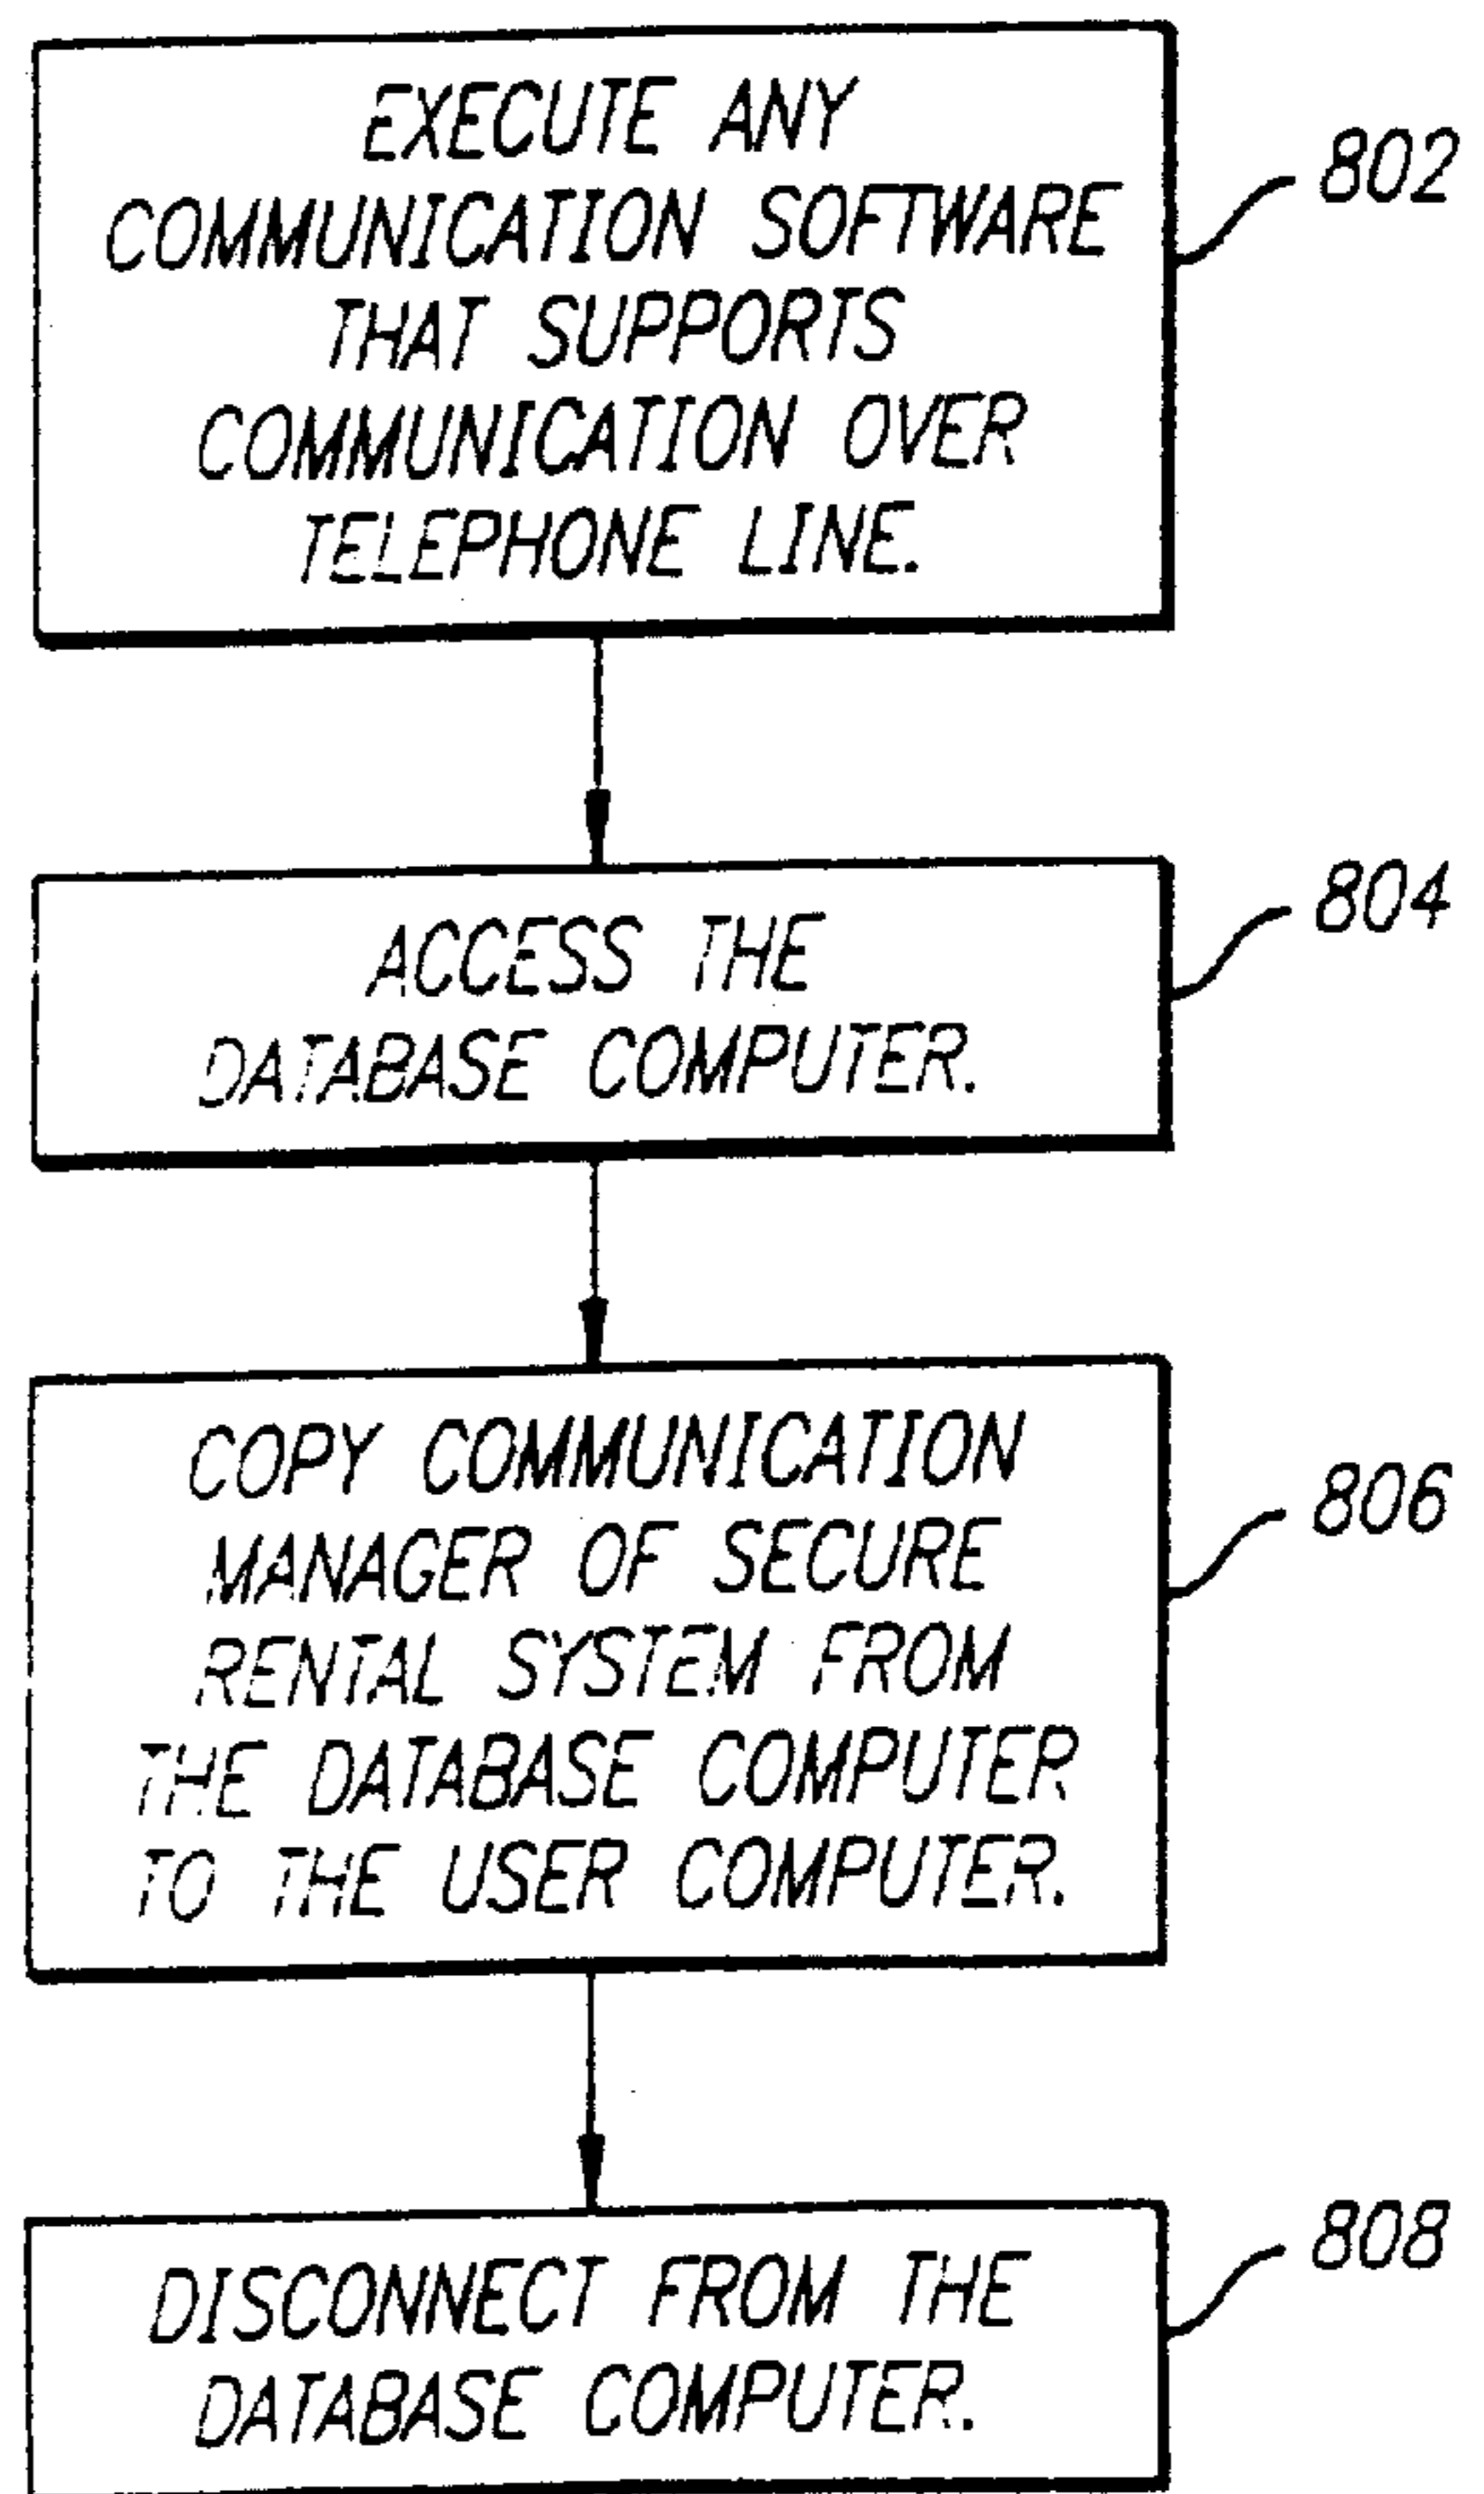 EXECUTE ANY
COMMUNICATION SOFTWARE
THAT SUPPORTS
COMMUNICATION OVER
TELEPHONE LINE.
802
ACCESS THE
DATABASE COMPUTER.
804
COPY COMMUNICATION
MANAGER OF SECURE
RENTAL SYSTEM FROM
THE DATABASE COMPUTER
TO THE USER COMPUTER.
806
DISCONNECT FROM THE
DATABASE COMPUTER.
808